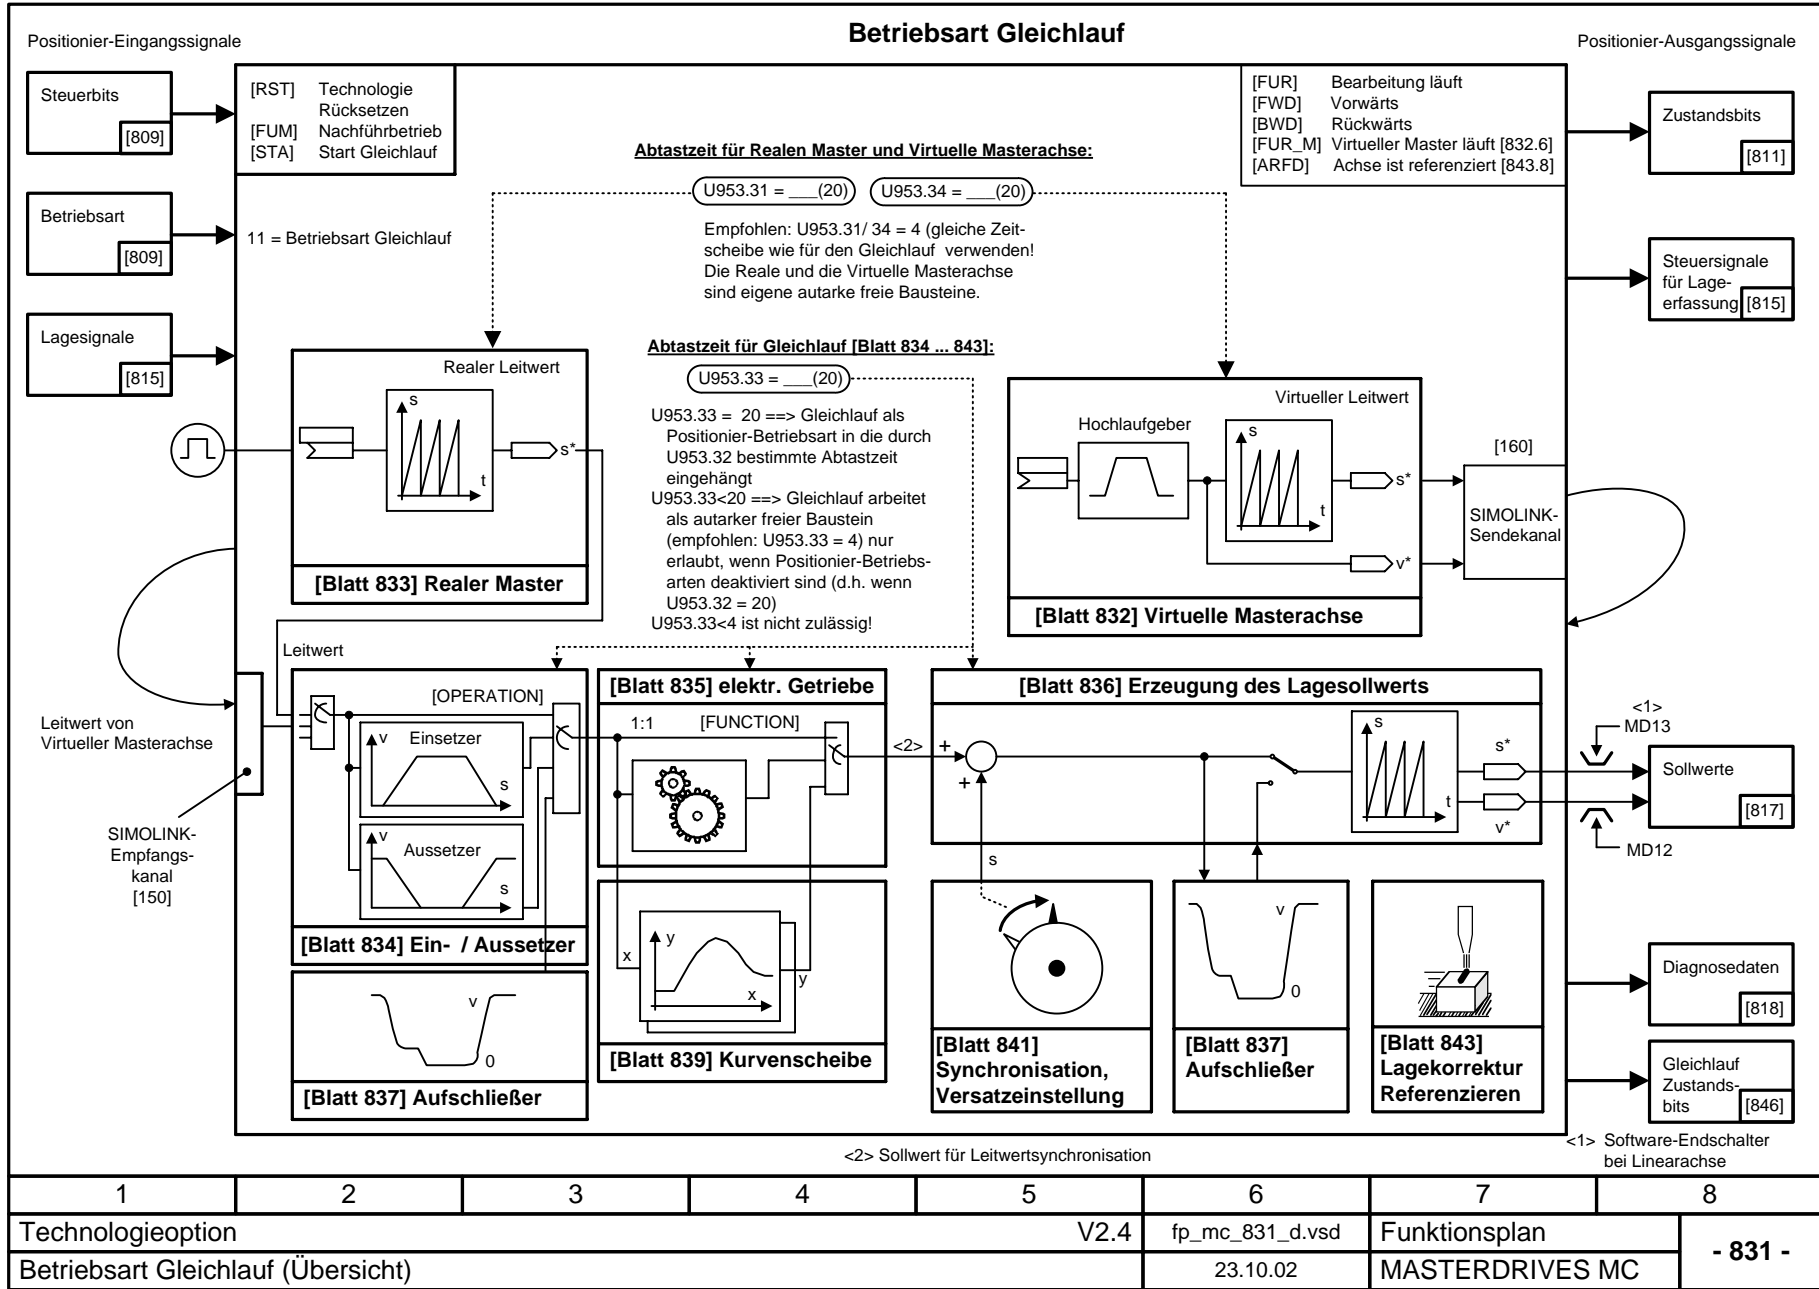 Betriebsart Gleichlauf
Positionier-Eingangssignale
Positionier-Ausgangssignale
Steuerbits
[809]
Betriebsart
[809]
Lagesignale
[815]
[RST] Technologie
Rücksetzen
[FUM] Nachführbetrieb
[STA] Start Gleichlauf
11 = Betriebsart Gleichlauf
[FUR] Bearbeitung läuft
[FWD] Vorwärts
[BWD] Rückwärts
[FUR_M] Virtueller Master läuft [832.6]
[ARFD] Achse ist referenziert [843.8]
Zustandsbits
[811]
Steuersignale
für Lage-
erfassung
[815]
Abtastzeit für Realen Master und Virtuelle Masterachse:
U953.31 = ___(20)
U953.34 = ___(20)
Empfohlen: U953.31/ 34 = 4 (gleiche Zeit-
scheibe wie für den Gleichlauf verwenden!
Die Reale und die Virtuelle Masterachse
sind eigene autarke freie Bausteine.
Abtastzeit für Gleichlauf [Blatt 834 ... 843]:
U953.33 = ___(20)
U953.33 = 20 ==> Gleichlauf als
Positionier-Betriebsart in die durch
U953.32 bestimmte Abtastzeit
eingehängt
U953.33<20 ==> Gleichlauf arbeitet
als autarker freier Baustein
(empfohlen: U953.33 = 4) nur
erlaubt, wenn Positionier-Betriebs-
arten deaktiviert sind (d.h. wenn
U953.32 = 20)
U953.33<4 ist nicht zulässig!
Realer Leitwert
s
t
s*
[Blatt 833] Realer Master
Virtueller Leitwert
Hochlaufgeber
s
t
s*
v*
[Blatt 832] Virtuelle Masterachse
[160]
SIMOLINK-
Sendekanal
Leitwert
Leitwert von
Virtueller Masterachse
SIMOLINK-
Empfangs-
kanal
[150]
[OPERATION]
v
Einsetzer
s
v
Aussetzer
s
[Blatt 834] Ein- / Aussetzer
v
0
[Blatt 837] Aufschließer
[Blatt 835] elektr. Getriebe
1:1
[FUNCTION]
x
y
x
y
[Blatt 839] Kurvenscheibe
<2>
+
+
[Blatt 836] Erzeugung des Lagesollwerts
s
t
s*
v*
s
[Blatt 841]
Synchronisation,
Versatzeinstellung
v
0
[Blatt 837]
Aufschließer
[Blatt 843]
Lagekorrektur
Referenzieren
<1>
MD13
MD12
Sollwerte
[817]
Diagnosedaten
[818]
Gleichlauf
Zustands-
bits
[846]
<2> Sollwert für Leitwertsynchronisation
<1> Software-Endschalter
bei Linearachse
1 2 3 4 5 6 7 8
Technologieoption V2.4 fp_mc_831_d.vsd Funktionsplan
- 831 -
Betriebsart Gleichlauf (Übersicht) 23.10.02 MASTERDRIVES MC